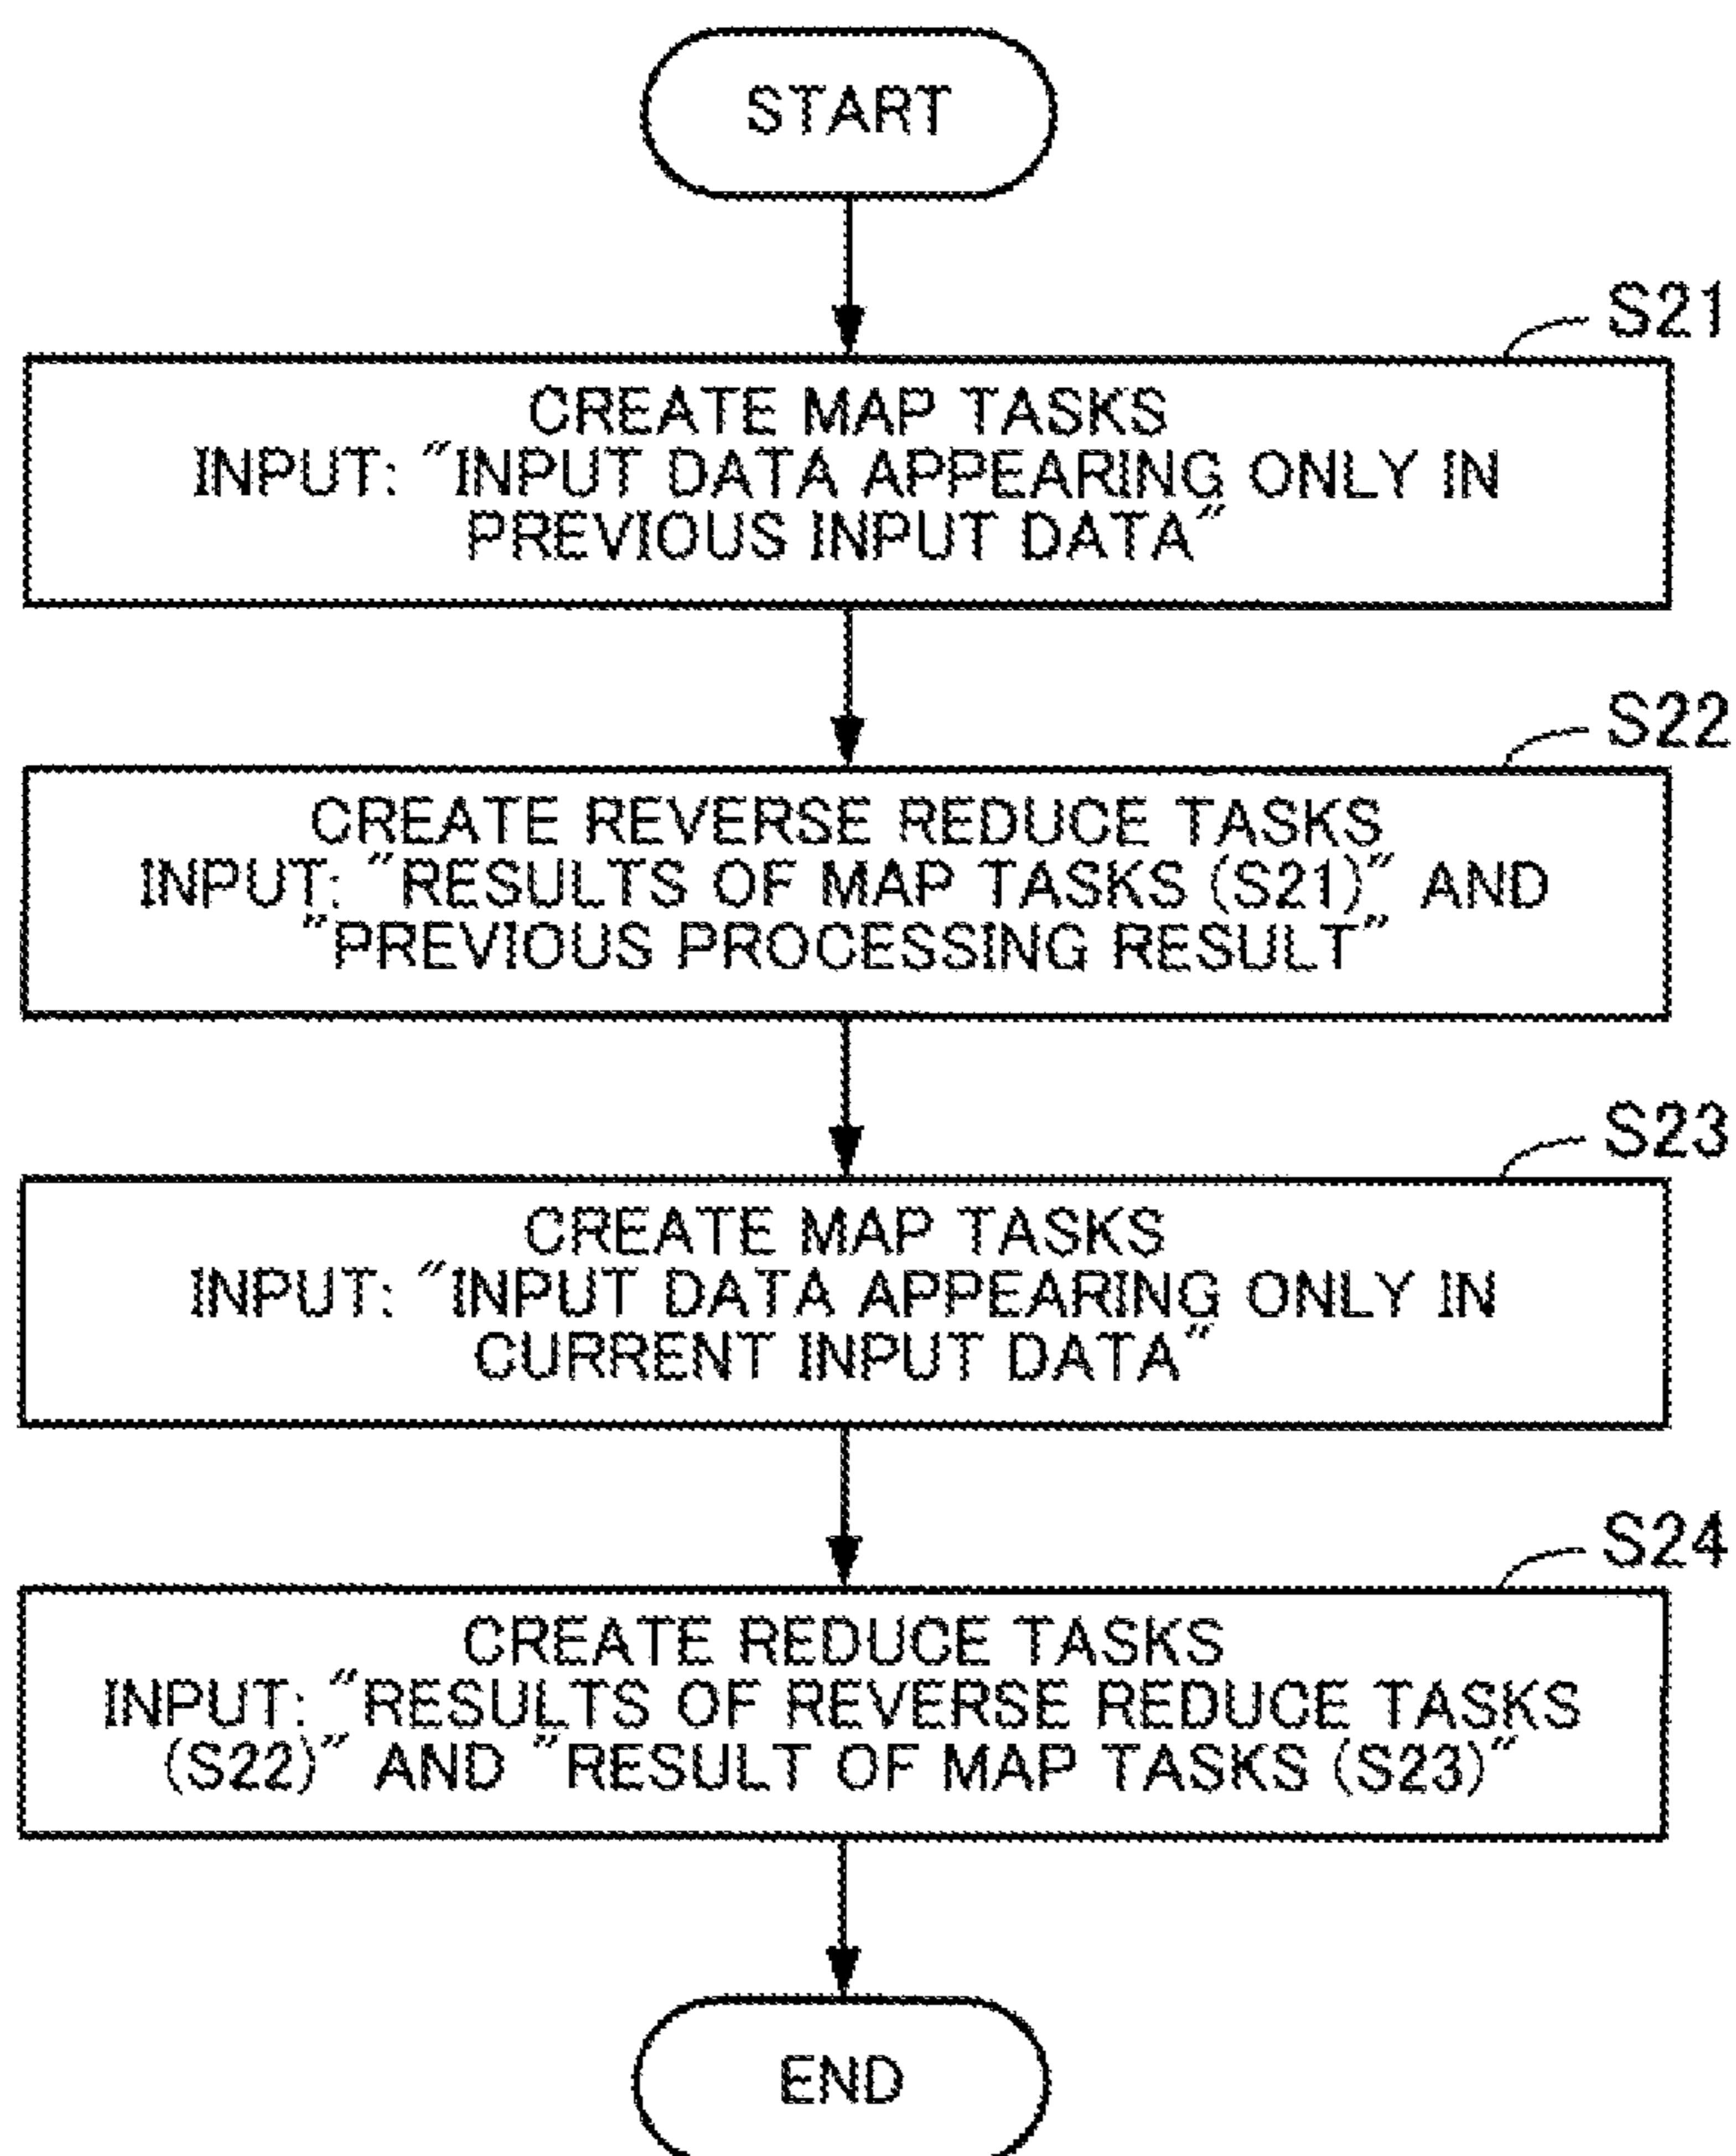 START
S21
CREATE MAP TASKS
INPUT: "INPUT DATA APPEARING ONLY IN
PREVIOUS INPUT DATA"
S22
CREATE REVERSE REDUCE TASKS
INPUT: "RESULTS OF MAP TASKS (S21)" AND
"PREVIOUS PROCESSING RESULT"
S23
CREATE MAP TASKS
INPUT: "INPUT DATA APPEARING ONLY IN
CURRENT INPUT DATA"
S24
CREATE REDUCE TASKS
INPUT: "RESULTS OF REVERSE REDUCE TASKS
(S22)" AND "RESULT OF MAP TASKS (S23)"
END